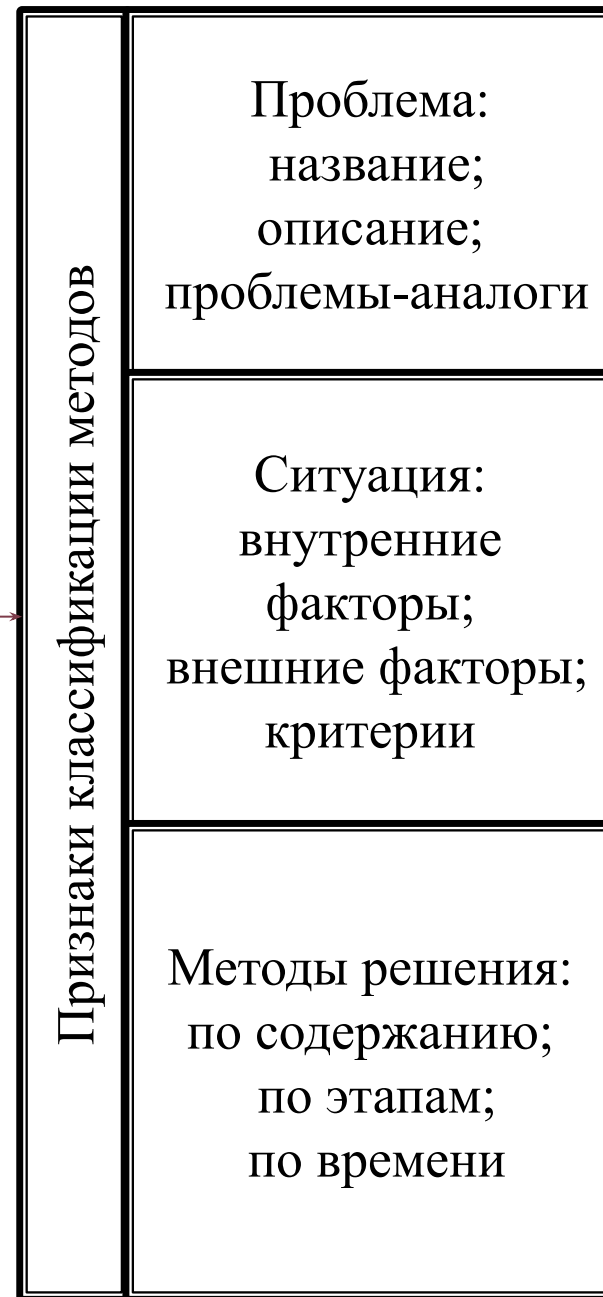 Признаки классификации методов
Проблема:
название;
описание;
проблемы-аналоги
Ситуация:
внутренние
факторы;
внешние факторы;
критерии
Методы решения:
по содержанию;
по этапам;
по времени